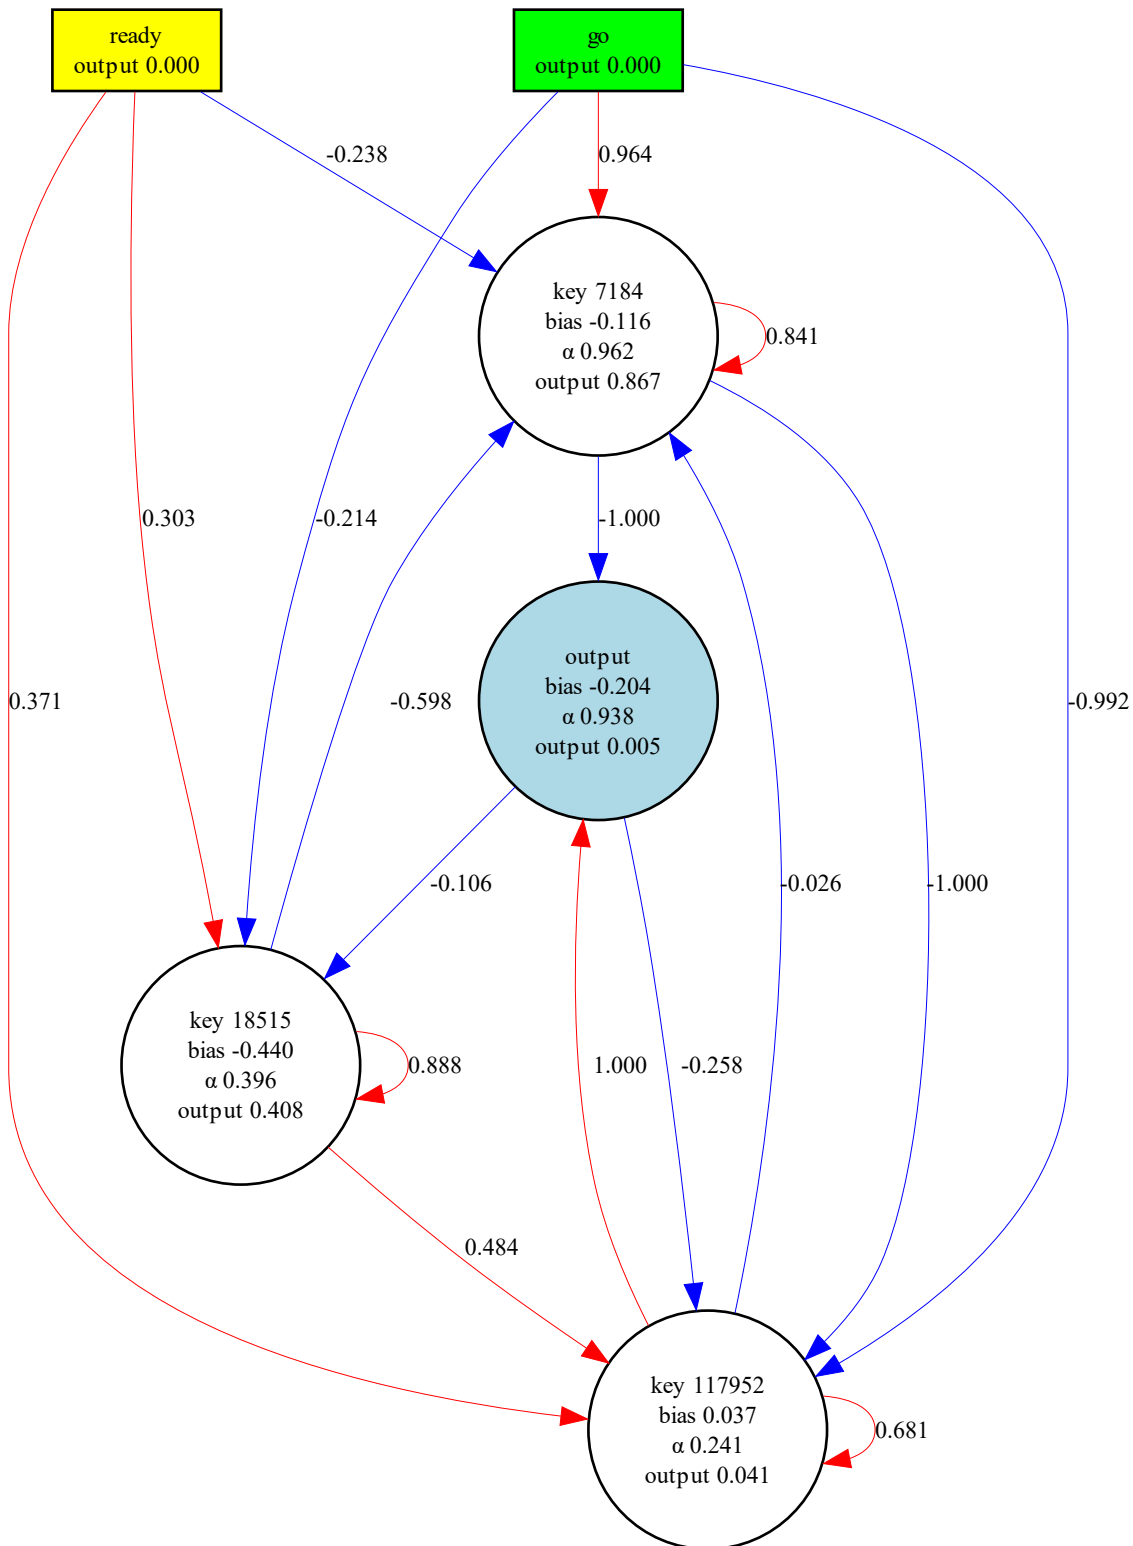 ready
output 0.000
go
output 0.000
-0.238
0.964
key 7184
bias -0.116
α 0.962
output 0.867
0.841
0.303
-0.214
-1.000
output
bias -0.204
α 0.938
output 0.005
0.371
-0.598
-0.992
-0.106
-0.026
-1.000
key 18515
bias -0.440
α 0.396
output 0.408
0.888
1.000
-0.258
0.484
key 117952
bias 0.037
α 0.241
output 0.041
0.681